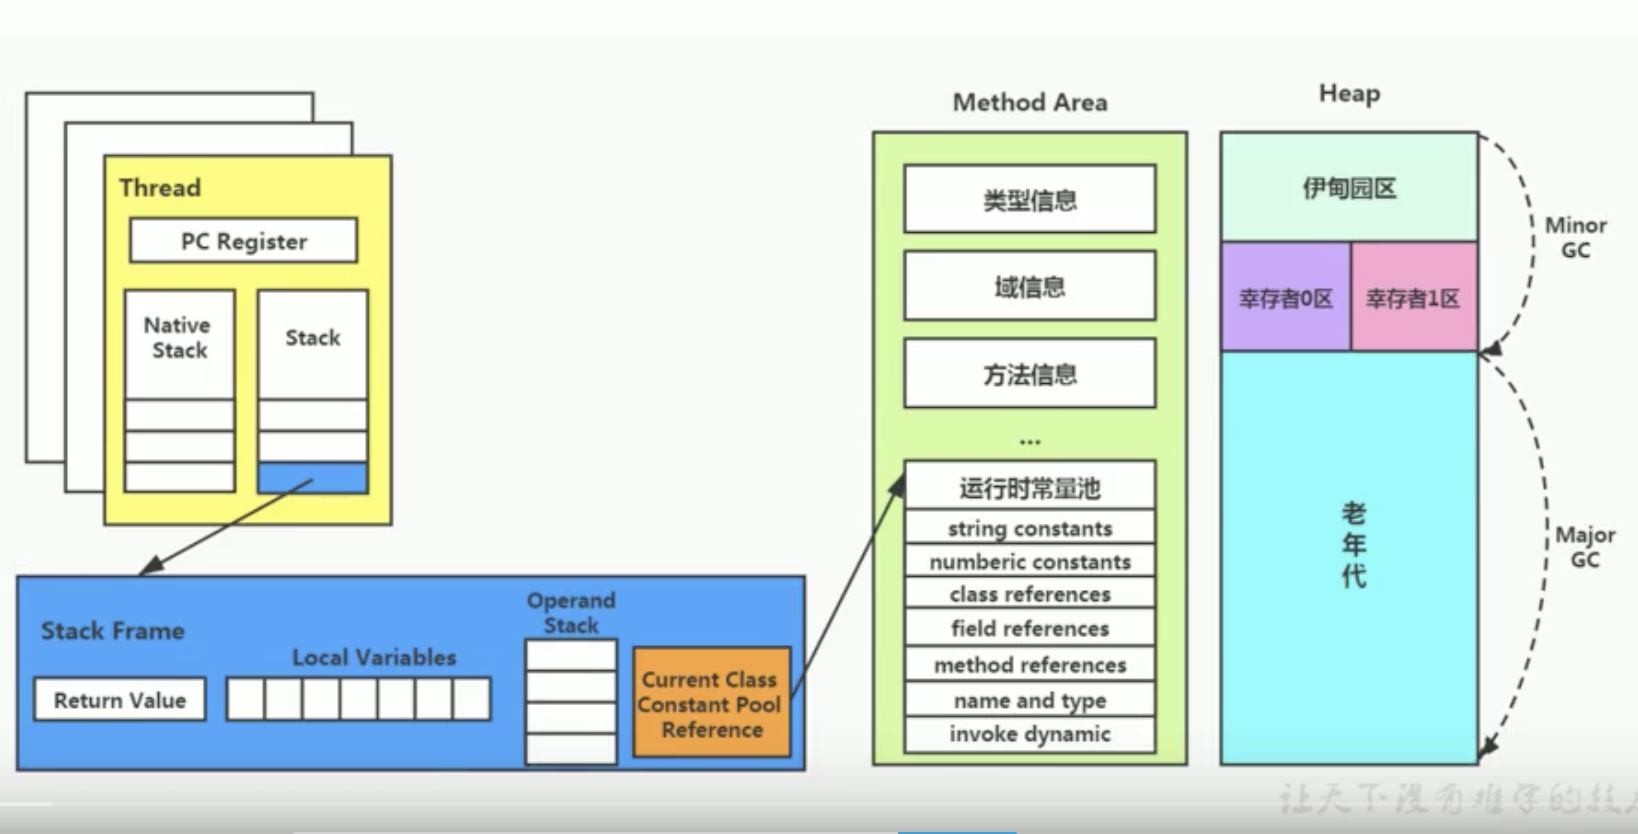 Thread
PC Register
Native
Stack
Stack
Stack Frame
Return Value
Local Variables
Operand
Stack
Current Class
Constant Pool
Reference
Method Area
类型信息
域信息
方法信息
...
运行时常量池
string constants
numberic constants
class references
field references
method references
name and type
invoke dynamic
Heap
伊甸园区
幸存者0区
幸存者1区
老
年
代
Minor
GC
Major
GC
让天下没有难学的技